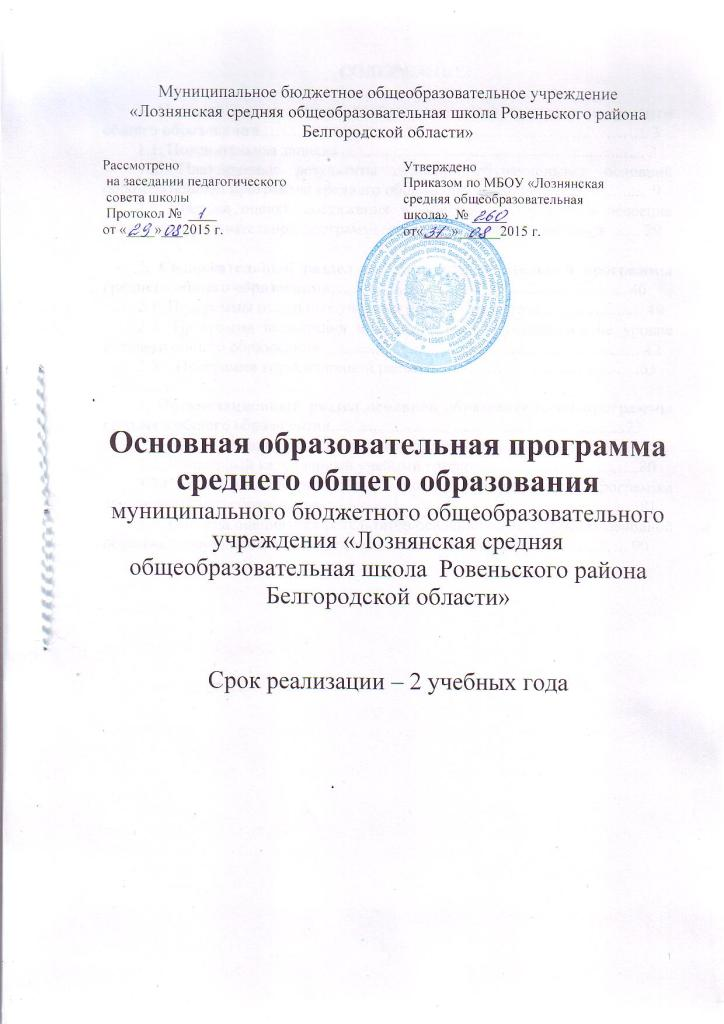 Муниципальное бюджетное общеобразовательное учреждение
«Лознянская средняя общеобразовательная школа Ровеньского района
Белгородской области»
Рассмотрено
на заседании педагогического
совета школы
Протокол № 1
от «29» 08 2015 г.
Утверждено
Приказом по МБОУ «Лознянская
средняя общеобразовательная
школа» № 260
от «31» 08 2015 г.
Основная образовательная программа
среднего общего образования
муниципального бюджетного общеобразовательного
учреждения «Лознянская средняя
общеобразовательная школа Ровеньского района
Белгородской области»
Срок реализации – 2 учебных года